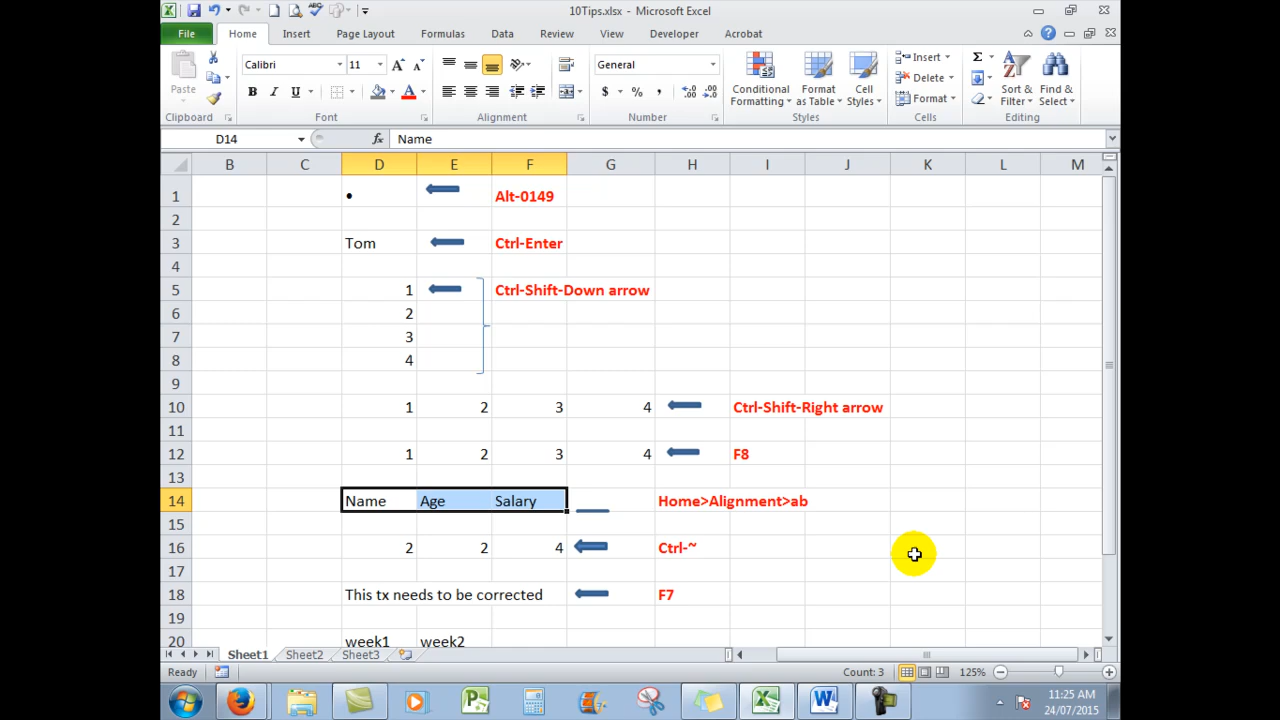 10Tips.xlsx - Microsoft Excel
File Home Insert Page Layout Formulas Data Review View Developer Acrobat
Paste
Calibri 11 A A
B I U A
General
$ % ,
Conditional Formatting
Format as Table
Cell Styles
Insert
Delete
Format
Σ
Sort & Filter
Find & Select
Clipboard Font Alignment Number Styles Cells Editing
D14 fx Name
B C D E F G H I J K L M
1 • Alt-0149
2
3 Tom Ctrl-Enter
4
5 1 Ctrl-Shift-Down arrow
6 2
7 3
8 4
9
10 1 2 3 4 Ctrl-Shift-Right arrow
11
12 1 2 3 4 F8
13
14 Name Age Salary Home>Alignment>ab
15
16 2 2 4 Ctrl-~
17
18 This tx needs to be corrected F7
19
20 week1 week2
Sheet1 Sheet2 Sheet3
Ready Count: 3 125%
11:25 AM
24/07/2015